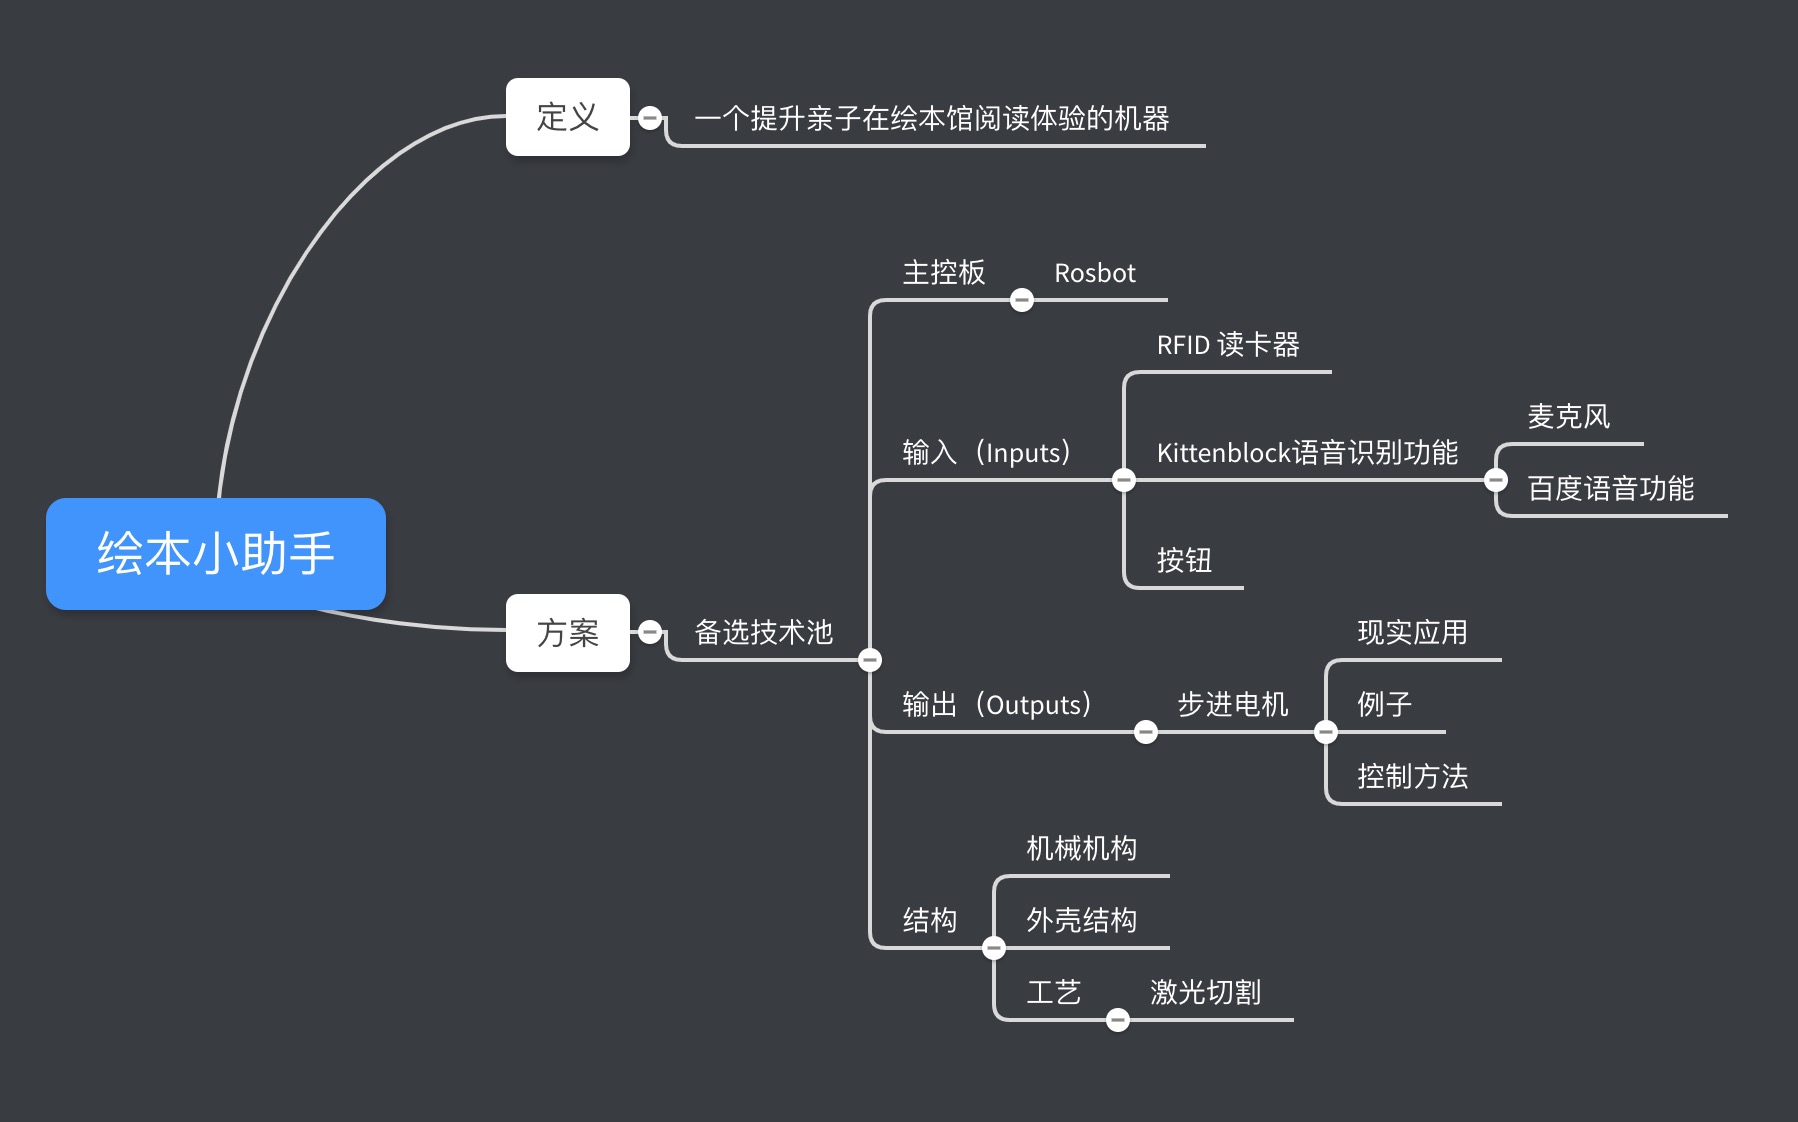 定义
一个提升亲子在绘本馆阅读体验的机器
主控板
Rosbot
RFID 读卡器
麦克风
输入（Inputs）
Kittenblock语音识别功能
百度语音功能
按钮
绘本小助手
方案
备选技术池
现实应用
输出（Outputs）
步进电机
例子
控制方法
机械机构
结构
外壳结构
工艺
激光切割